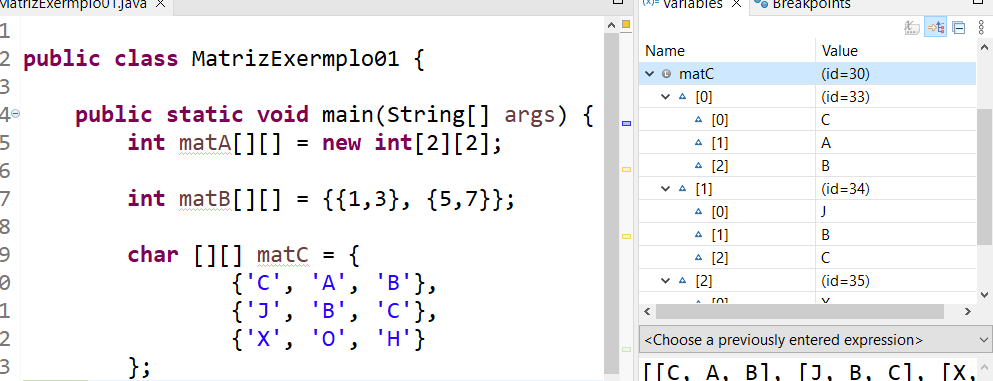 MatrizExermplo01.java
Variables
Breakpoints
1
2 public class MatrizExermplo01 {
3
4 public static void main(String[] args) {
5 int matA[][] = new int[2][2];
6
7 int matB[][] = {{1,3}, {5,7}};
8
9 char [][] matC = {
0 {'C', 'A', 'B'},
1 {'J', 'B', 'C'},
2 {'X', 'O', 'H'}
3 };
Name Value
matC (id=30)
[0] (id=33)
[0] C
[1] A
[2] B
[1] (id=34)
[0] J
[1] B
[2] C
[2] (id=35)
[0] X
<Choose a previously entered expression>
[[C, A, B], [J, B, C], [X,